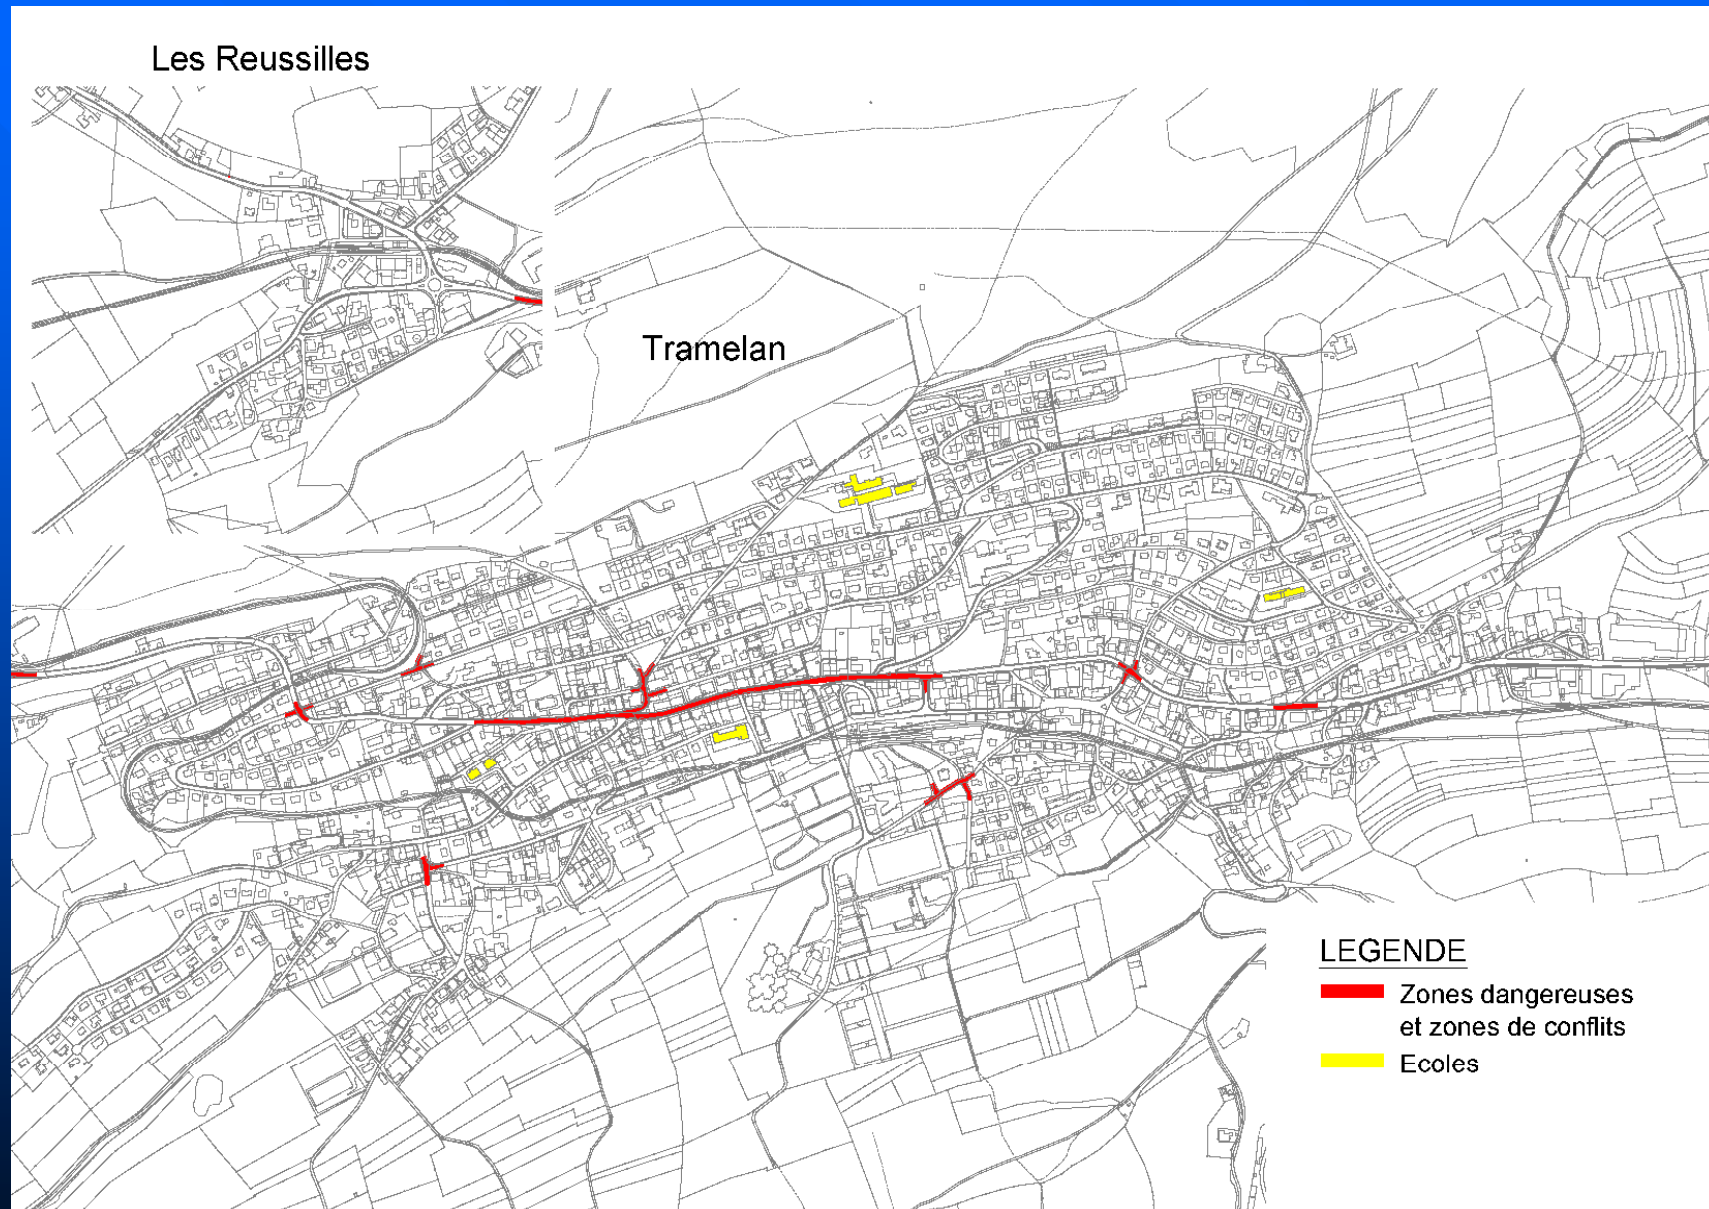 Les Reussilles
Tramelan
LEGENDE
Zones dangereuses
et zones de conflits
Ecoles